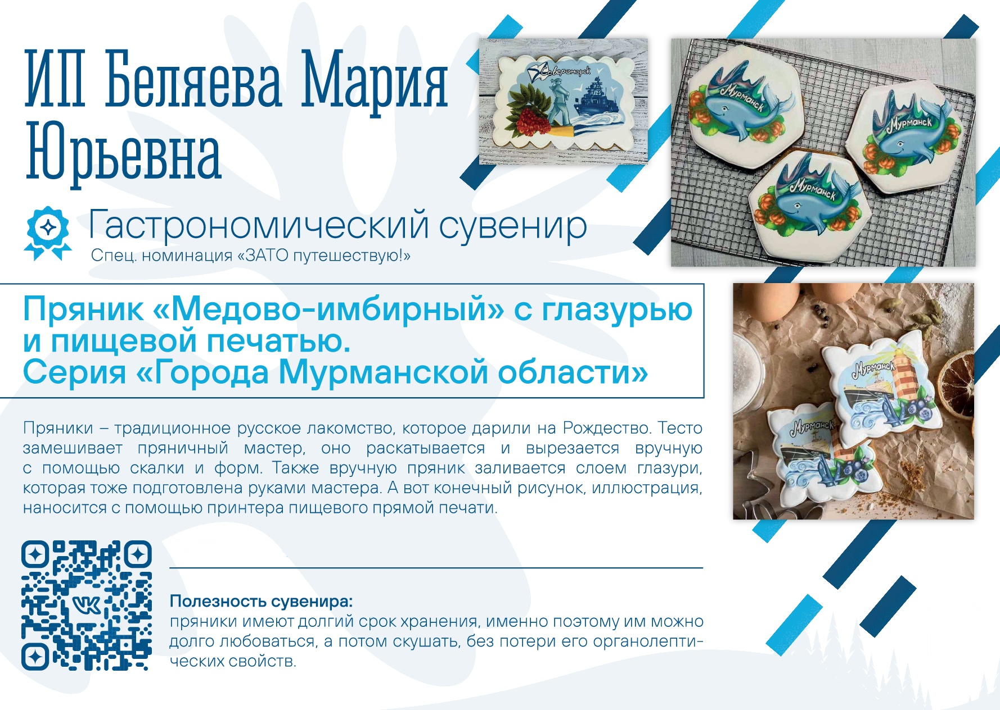 ИП Беляева Мария
Юрьевна
Гастрономический сувенир
Спец. номинация «ЗАТО путешествую!»
Североморск
Мурманск
Мурманск
Мурманск
Пряник «Медово-имбирный» с глазурью
и пищевой печатью.
Серия «Города Мурманской области»
Мурманск
Мурманск
Пряники – традиционное русское лакомство, которое дарили на Рождество. Тесто
замешивает пряничный мастер, оно раскатывается и вырезается вручную
с помощью скалки и форм. Также вручную пряник заливается слоем глазури,
которая тоже подготовлена руками мастера. А вот конечный рисунок, иллюстрация,
наносится с помощью принтера пищевого прямой печати.
Полезность сувенира:
пряники имеют долгий срок хранения, именно поэтому им можно
долго любоваться, а потом скушать, без потери его органолепти-
ческих свойств.